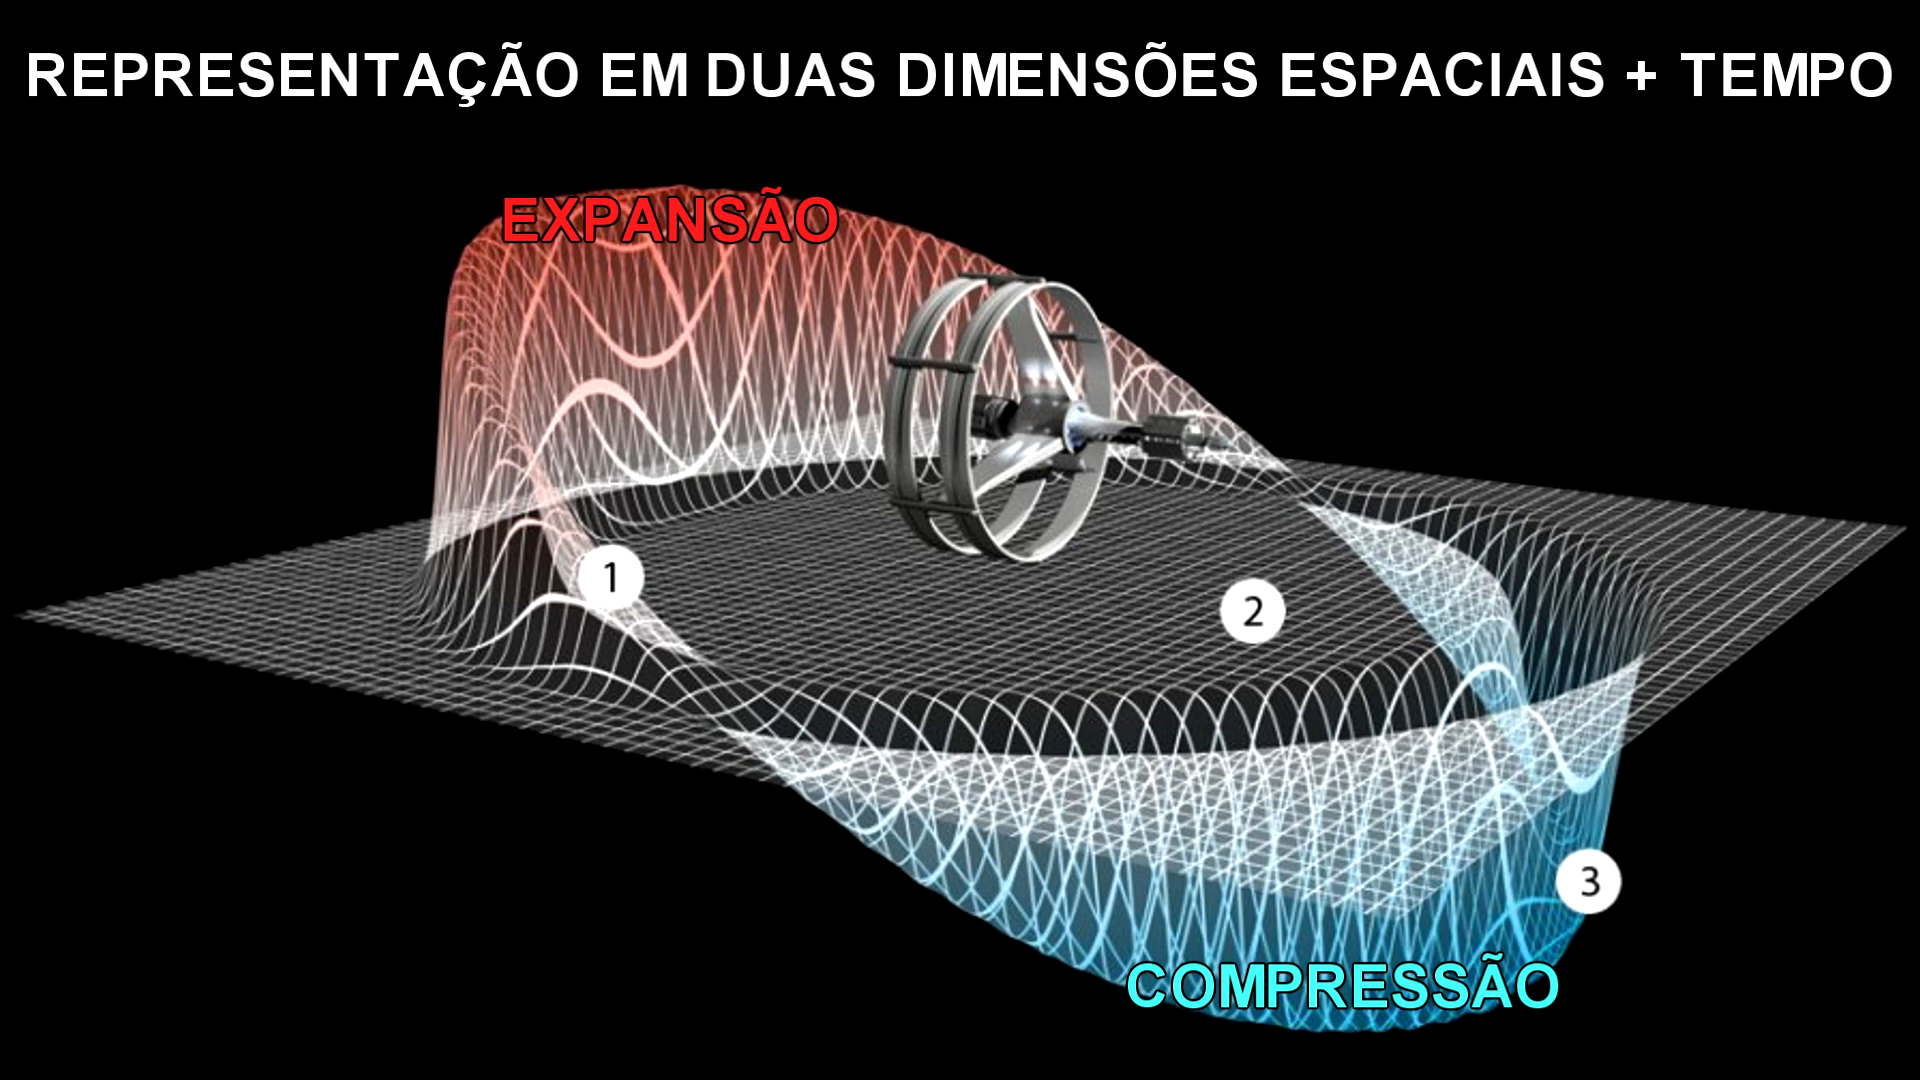 REPRESENTAÇÃO EM DUAS DIMENSÕES ESPACIAIS + TEMPO
EXPANSÃO
1
2
3
COMPRESSÃO